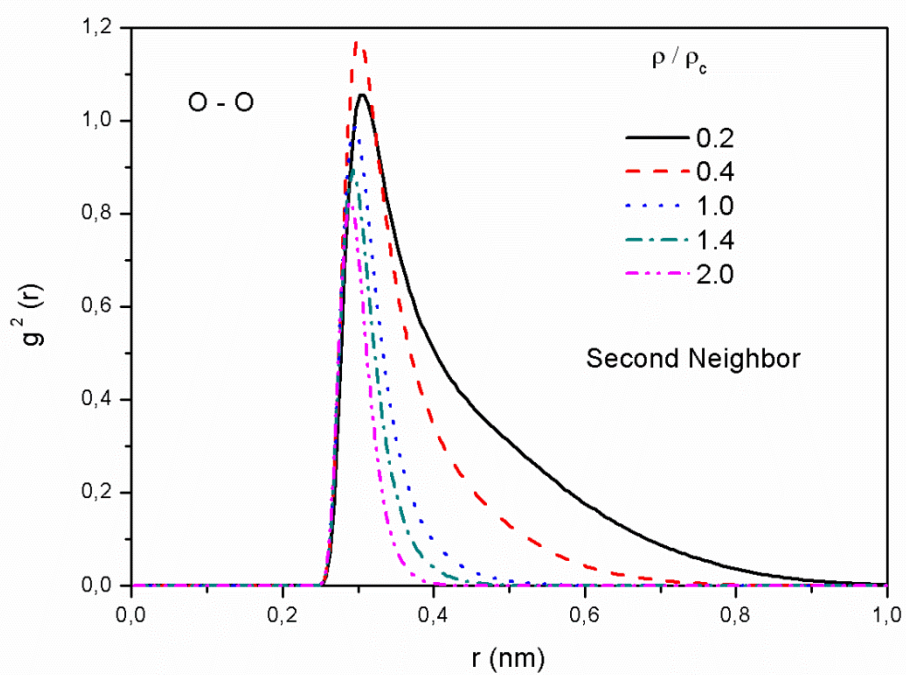 1,2
1,0
0,8
0,6
0,4
0,2
0,0
g 2 (r)
O - O
ρ / ρc
0.2
0.4
1.0
1.4
2.0
Second Neighbor
0,0 0,2 0,4 0,6 0,8 1,0
r (nm)